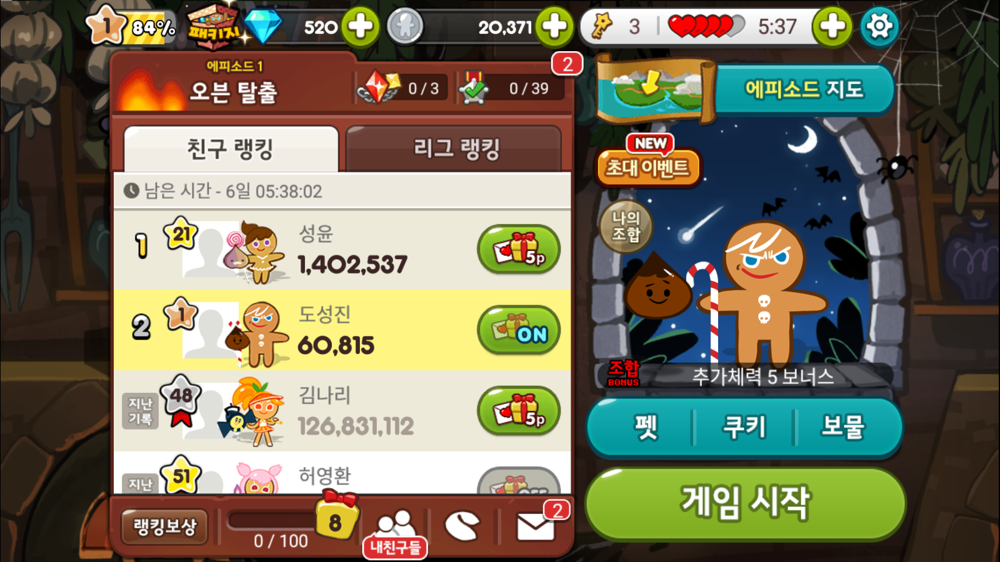 1 84%
패키지
520
20,371
3
5:37
에피소드 1
오븐 탈출
0 / 3
0 / 39
2
에피소드 지도
친구 랭킹
리그 랭킹
남은 시간 - 6일 05:38:02
NEW
초대 이벤트
나의
조합
1
21
성윤
1,402,537
5p
2
1
도성진
60,815
ON
지난
기록
48
김나리
126,831,112
5p
지난
51
허영환
조합
BONUS
추가체력 5 보너스
펫
쿠키
보물
게임 시작
랭킹보상
0 / 100
8
내친구들
2